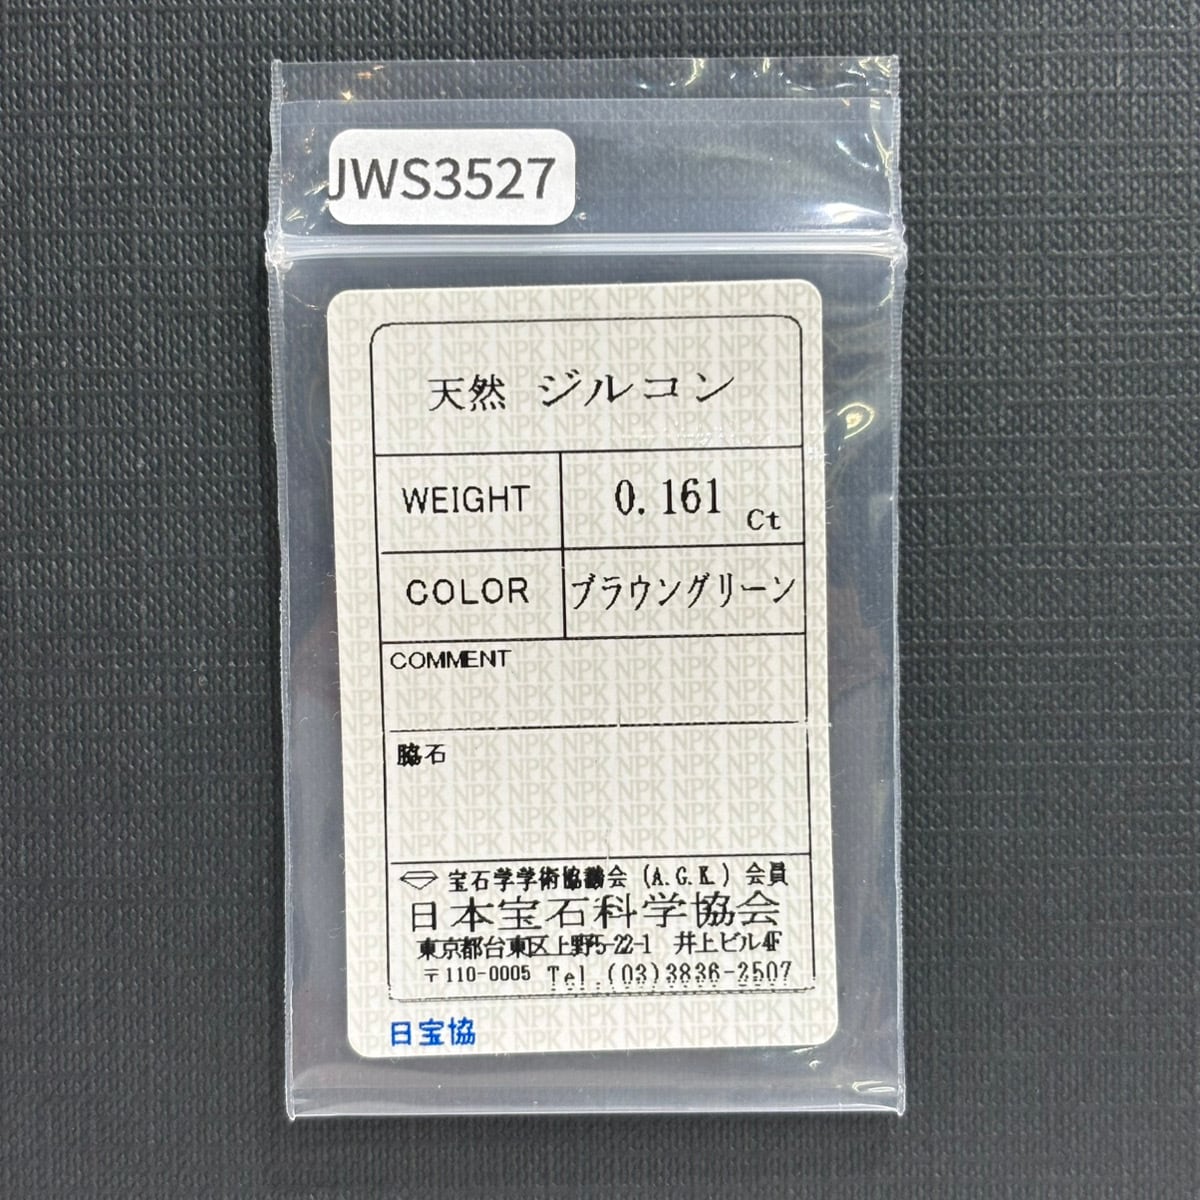 JWS3527
天然 ジルコン
WEIGHT 0.161 Ct
COLOR ブラウングリーン
COMMENT
脇石
宝石学学術協議会 (A.G.K.) 会員
日本宝石科学協会
東京都台東区上野5-22-1 井上ビル4F
〒110-0005 Tel.(03)3836-2507
日宝協